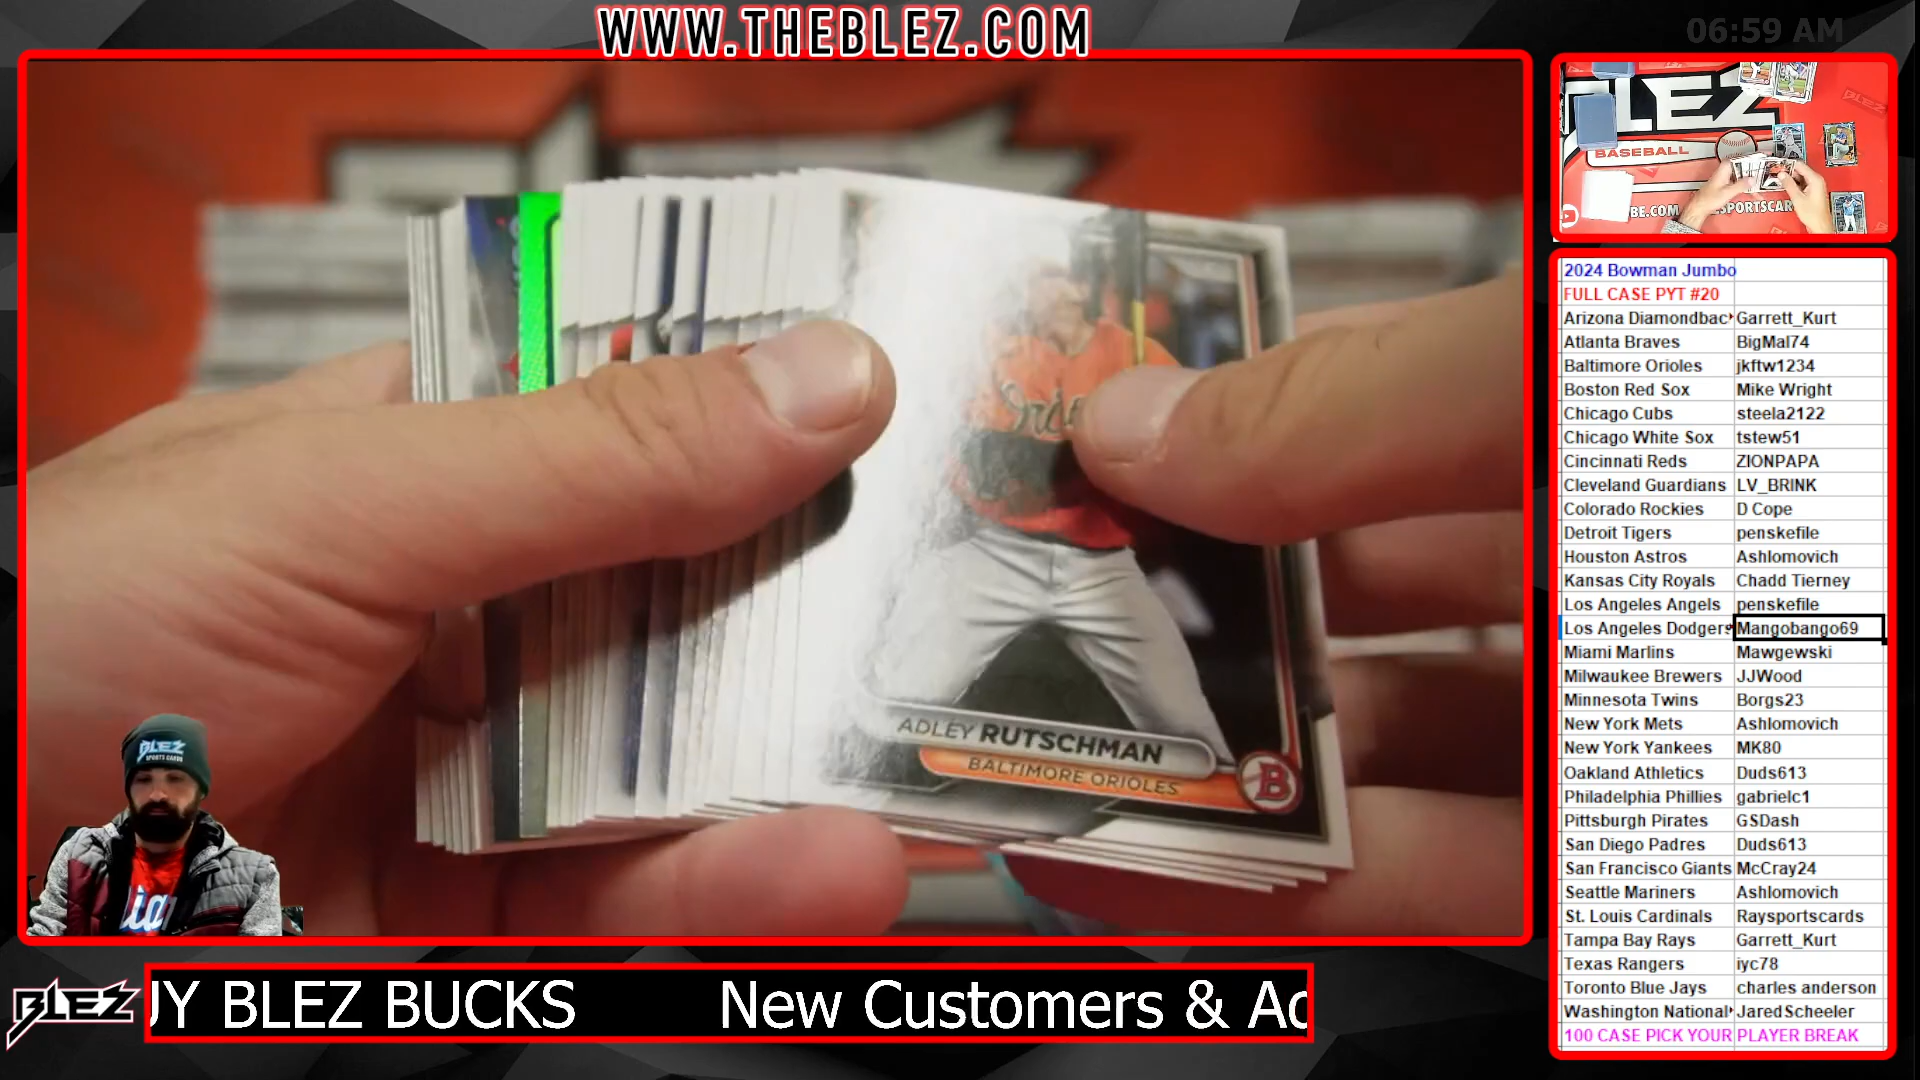 WWW.THEBLEZ.COM
06:59 AM
ADLEY RUTSCHMAN
BALTIMORE ORIOLES
B
BLEZ
SPORTS CARDS
BASEBALL
2024 Bowman Jumbo
FULL CASE PYT #20
Arizona Diamondbac Garrett_Kurt
Atlanta Braves BigMal74
Baltimore Orioles jkftw1234
Boston Red Sox Mike Wright
Chicago Cubs steela2122
Chicago White Sox tstew51
Cincinnati Reds ZIONPAPA
Cleveland Guardians LV_BRINK
Colorado Rockies D Cope
Detroit Tigers penskefile
Houston Astros Ashlomovich
Kansas City Royals Chadd Tierney
Los Angeles Angels penskefile
Los Angeles Dodgers Mangobango69
Miami Marlins Mawgewski
Milwaukee Brewers JJWood
Minnesota Twins Borgs23
New York Mets Ashlomovich
New York Yankees MK80
Oakland Athletics Duds613
Philadelphia Phillies gabrielc1
Pittsburgh Pirates GSDash
San Diego Padres Duds613
San Francisco Giants McCray24
Seattle Mariners Ashlomovich
St. Louis Cardinals Raysportscards
Tampa Bay Rays Garrett_Kurt
Texas Rangers iyc78
Toronto Blue Jays charles anderson
Washington National JaredScheeler
100 CASE PICK YOUR PLAYER BREAK
BLEZ
UY BLEZ BUCKS New Customers & Ad